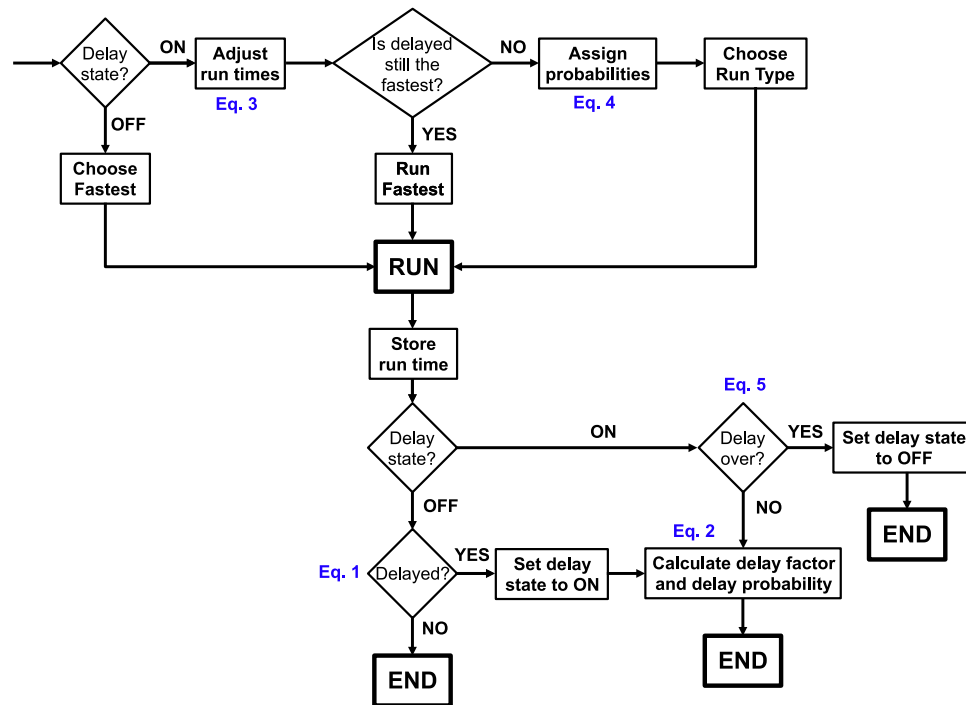 Delay
state?
ON
Adjust
run times
Eq. 3
Is delayed
still the
fastest?
NO
Assign
probabilities
Eq. 4
Choose
Run Type
OFF
YES
Choose
Fastest
Run
Fastest
RUN
Store
run time
Eq. 5
Delay
state?
ON
Delay
over?
YES
Set delay state
to OFF
OFF
NO
END
Eq. 2
Eq. 1
Delayed?
YES
Set delay
state to ON
Calculate delay factor
and delay probability
NO
END
END